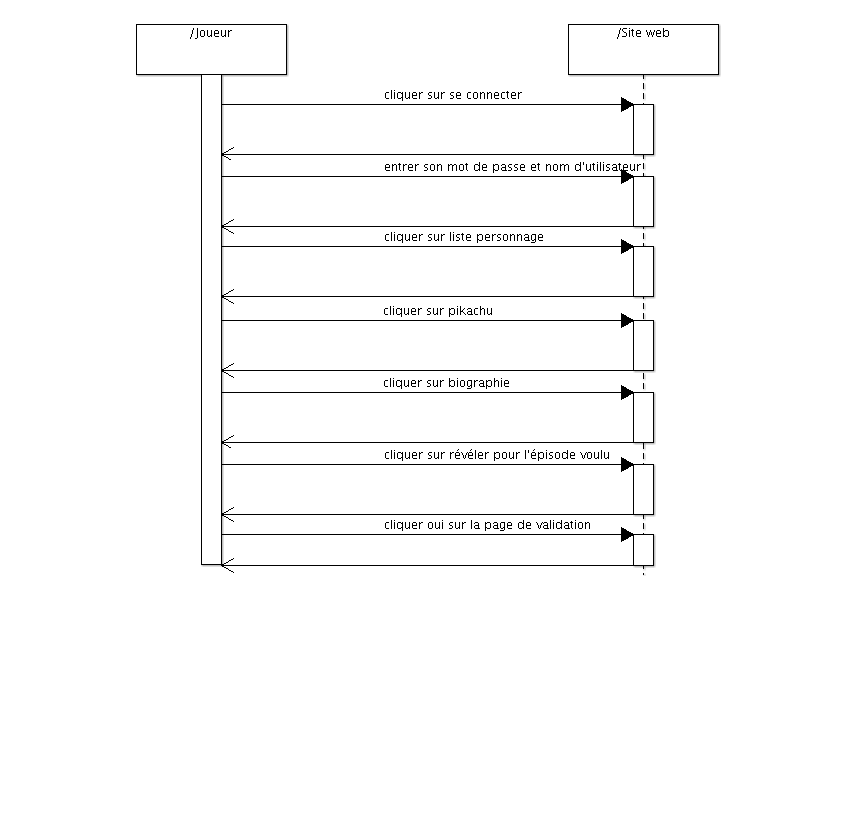 /Joueur
/Site web
cliquer sur se connecter
entrer son mot de passe et nom d'utilisateur
cliquer sur liste personnage
cliquer sur pikachu
cliquer sur biographie
cliquer sur révéler pour l'épisode voulu
cliquer oui sur la page de validation